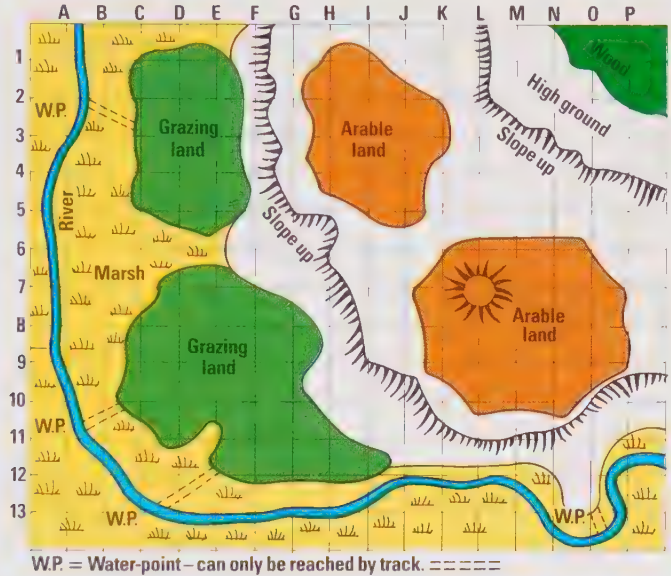 A B C D E F G H I J K L M N O P
1
2
3
4
5
6
7
8
9
10
11
12
13
Wood
High ground
Slope up
W.P.
Grazing
land
Arable
land
River
Slope up
Marsh
Arable
land
Grazing
land
W.P.
W.P.
W.P.
W.P. = Water-point – can only be reached by track. =====